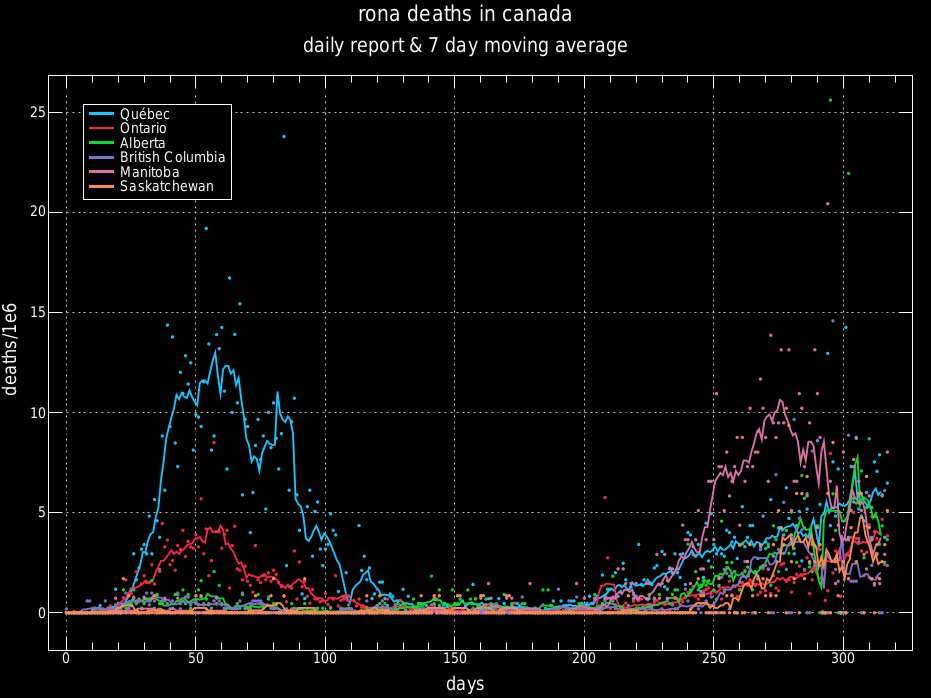 rona deaths in canada
daily report & 7 day moving average
Québec
Ontario
Alberta
British Columbia
Manitoba
Saskatchewan
25
20
15
10
5
0
deaths/1e6
0 50 100 150 200 250 300
days